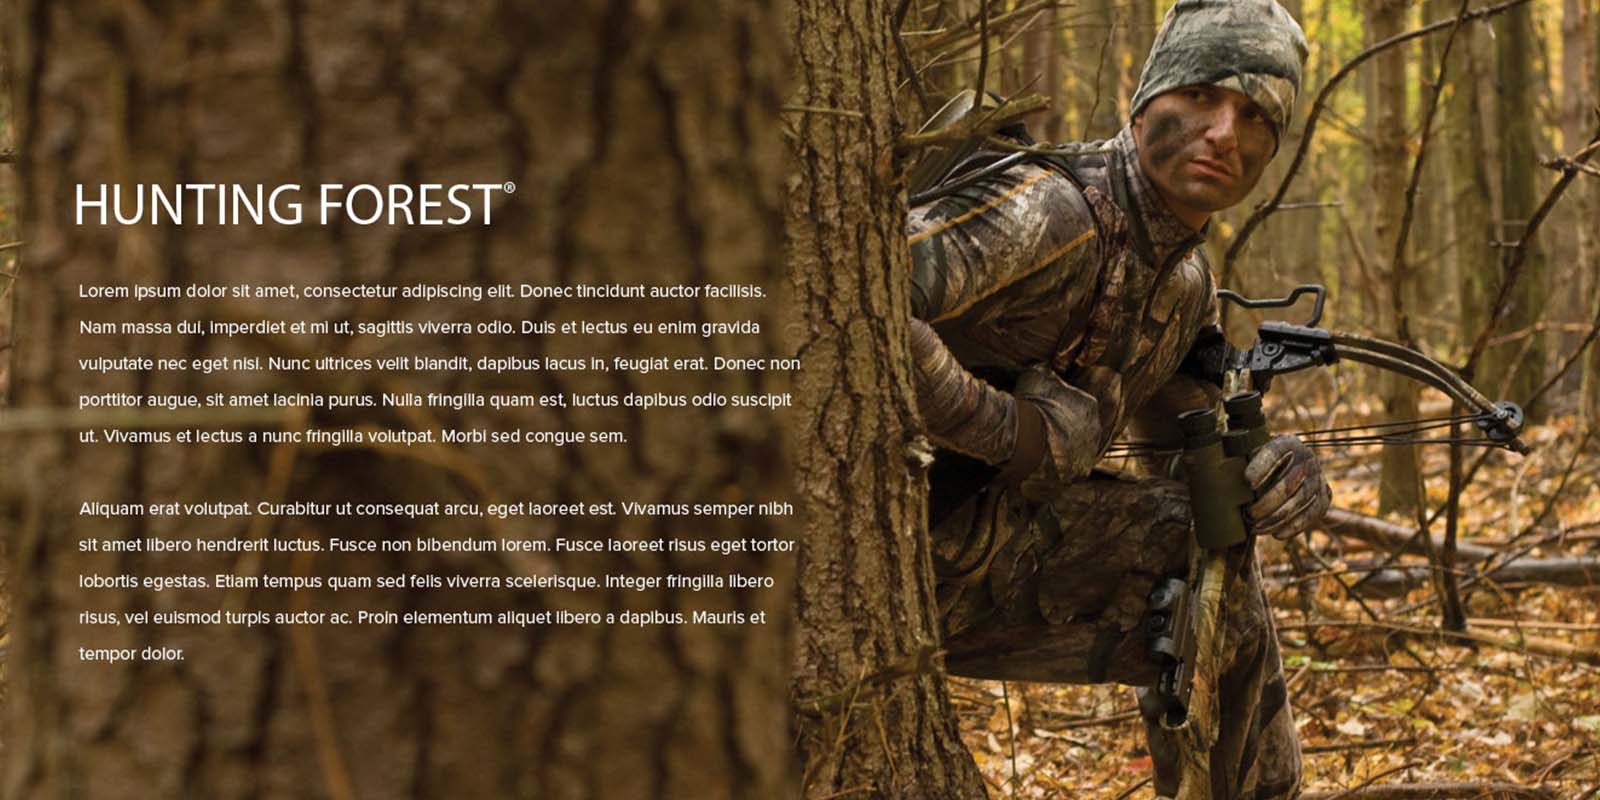 HUNTING FOREST®
Lorem ipsum dolor sit amet, consectetur adipiscing elit. Donec tincidunt auctor facilisis.
Nam massa dui, imperdiet et mi ut, sagittis viverra odio. Duis et lectus eu enim gravida
vulputate nec eget nisi. Nunc ultrices velit blandit, dapibus lacus in, feugiat erat. Donec non
porttitor augue, sit amet lacinia purus. Nulla fringilla quam est, luctus dapibus odio suscipit
ut. Vivamus et lectus a nunc fringilla volutpat. Morbi sed congue sem.
Aliquam erat volutpat. Curabitur ut consequat arcu, eget laoreet est. Vivamus semper nibh
sit amet libero hendrerit luctus. Fusce non bibendum lorem. Fusce laoreet risus eget tortor
lobortis egestas. Etiam tempus quam sed felis viverra scelerisque. Integer fringilla libero
risus, vel euismod turpis auctor ac. Proin elementum aliquet libero a dapibus. Mauris et
tempor dolor.